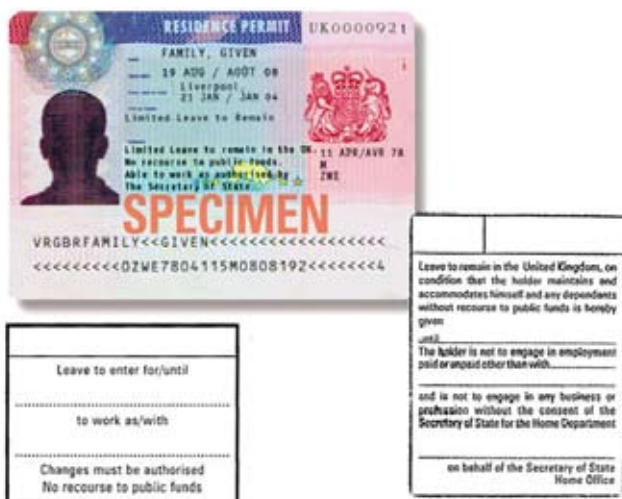 RESIDENCE PERMIT UK0000921
FAMILY, GIVEN
19 AUG / AOÛT 08
Liverpool
21 JAN / JAN 04
Limited Leave to Remain
Limited Leave to remain in the UK.
No recourse to public funds.
Able to work as authorised by
The Secretary of State
11 APR/AVR 78
M
ZWE
SPECIMEN
VRGBRFAMILY<<GIVEN<<<<<<<<<<<<<<<<<<<
<<<<<<<<<0ZWE7804115M0808192<<<<<<<4
Leave to enter for/until
to work as/with
Changes must be authorised
No recourse to public funds
Leave to remain in the United Kingdom, on
condition that the holder maintains and
accommodates himself and any dependants
without recourse to public funds is hereby
given
until
The holder is not to engage in employment
paid or unpaid other than with
and is not to engage in any business or
profession without the consent of the
Secretary of State for the Home Department
on behalf of the Secretary of State
Home Office